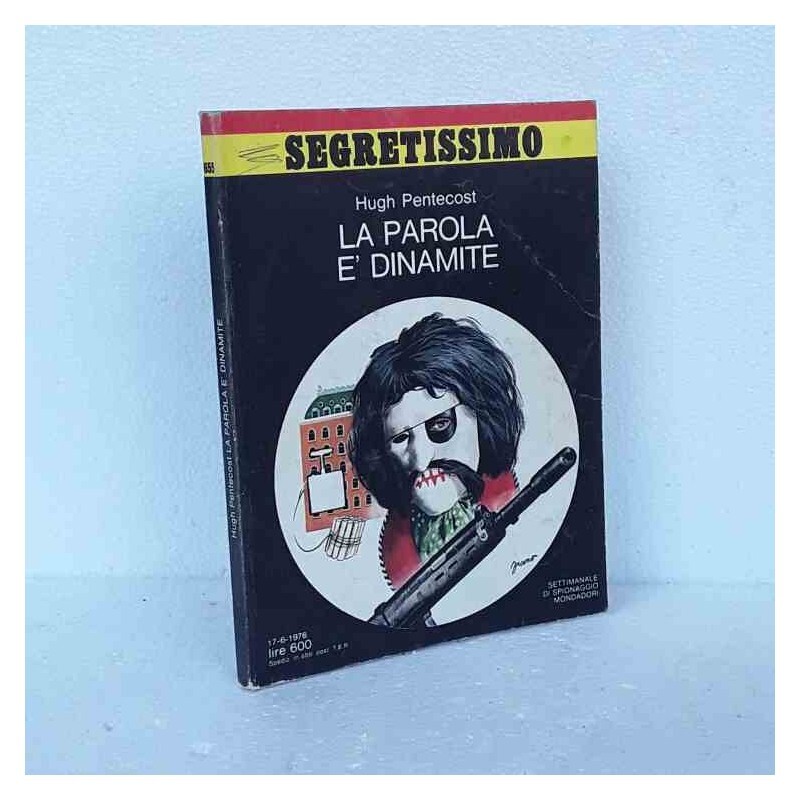 SEGRETISSIMO
Hugh Pentecost
LA PAROLA
E' DINAMITE
SETTIMANALE
DI SPIONAGGIO
MONDADORI
17-6-1976
lire 600
Hugh Pentecost LA PAROLA E' DINAMITE